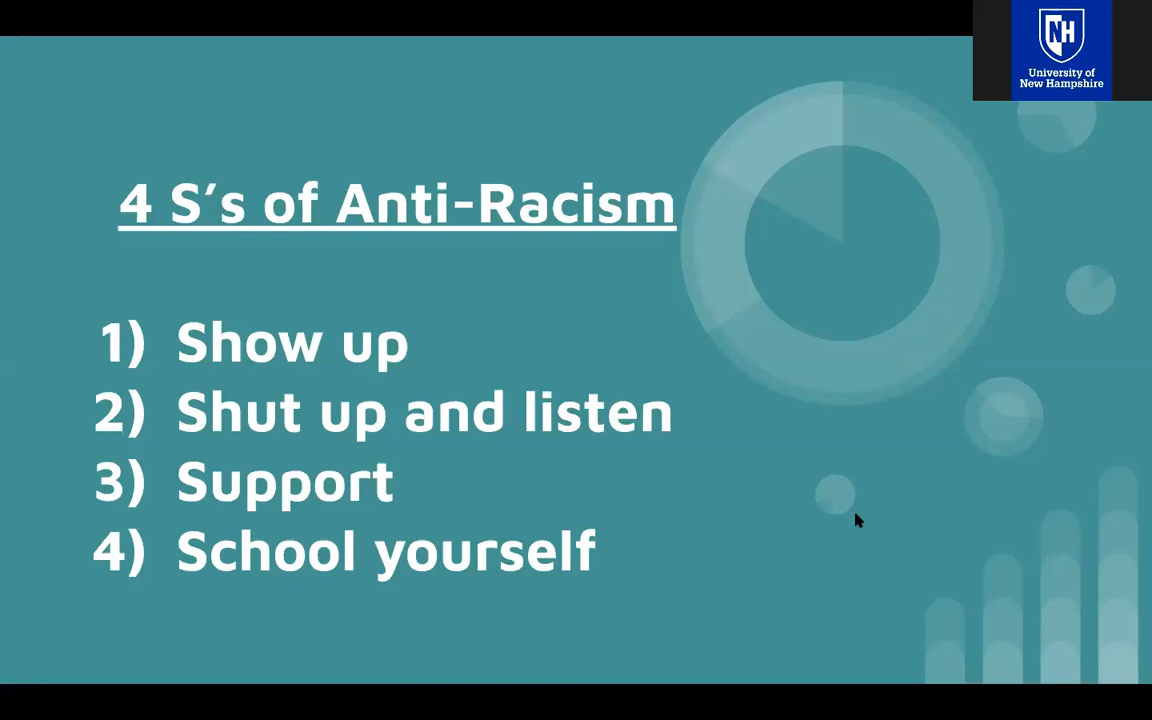 NH
University of
New Hampshire
4 S’s of Anti-Racism
1) Show up
2) Shut up and listen
3) Support
4) School yourself